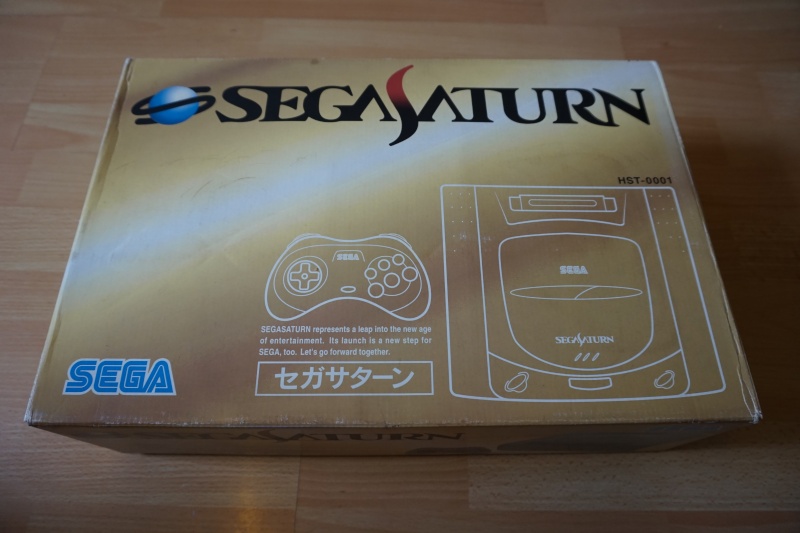 SEGASATURN
HST-0001
SEGA
SEGA
SEGASATURN
SEGASATURN represents a leap into the new age
of entertainment. Its launch is a new step for
SEGA, too. Let's go forward together.
セガサターン
SEGA
SEGASATURN